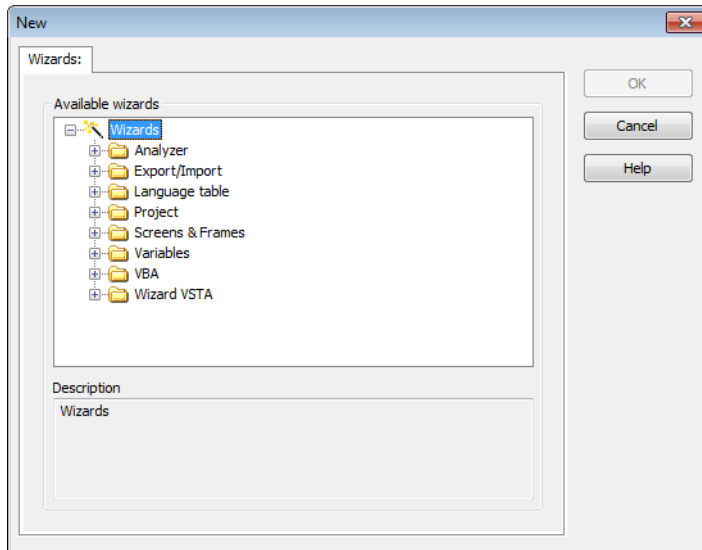 New
Wizards:
Available wizards
Wizards
Analyzer
Export/Import
Language table
Project
Screens & Frames
Variables
VBA
Wizard VSTA
Description
Wizards
OK
Cancel
Help